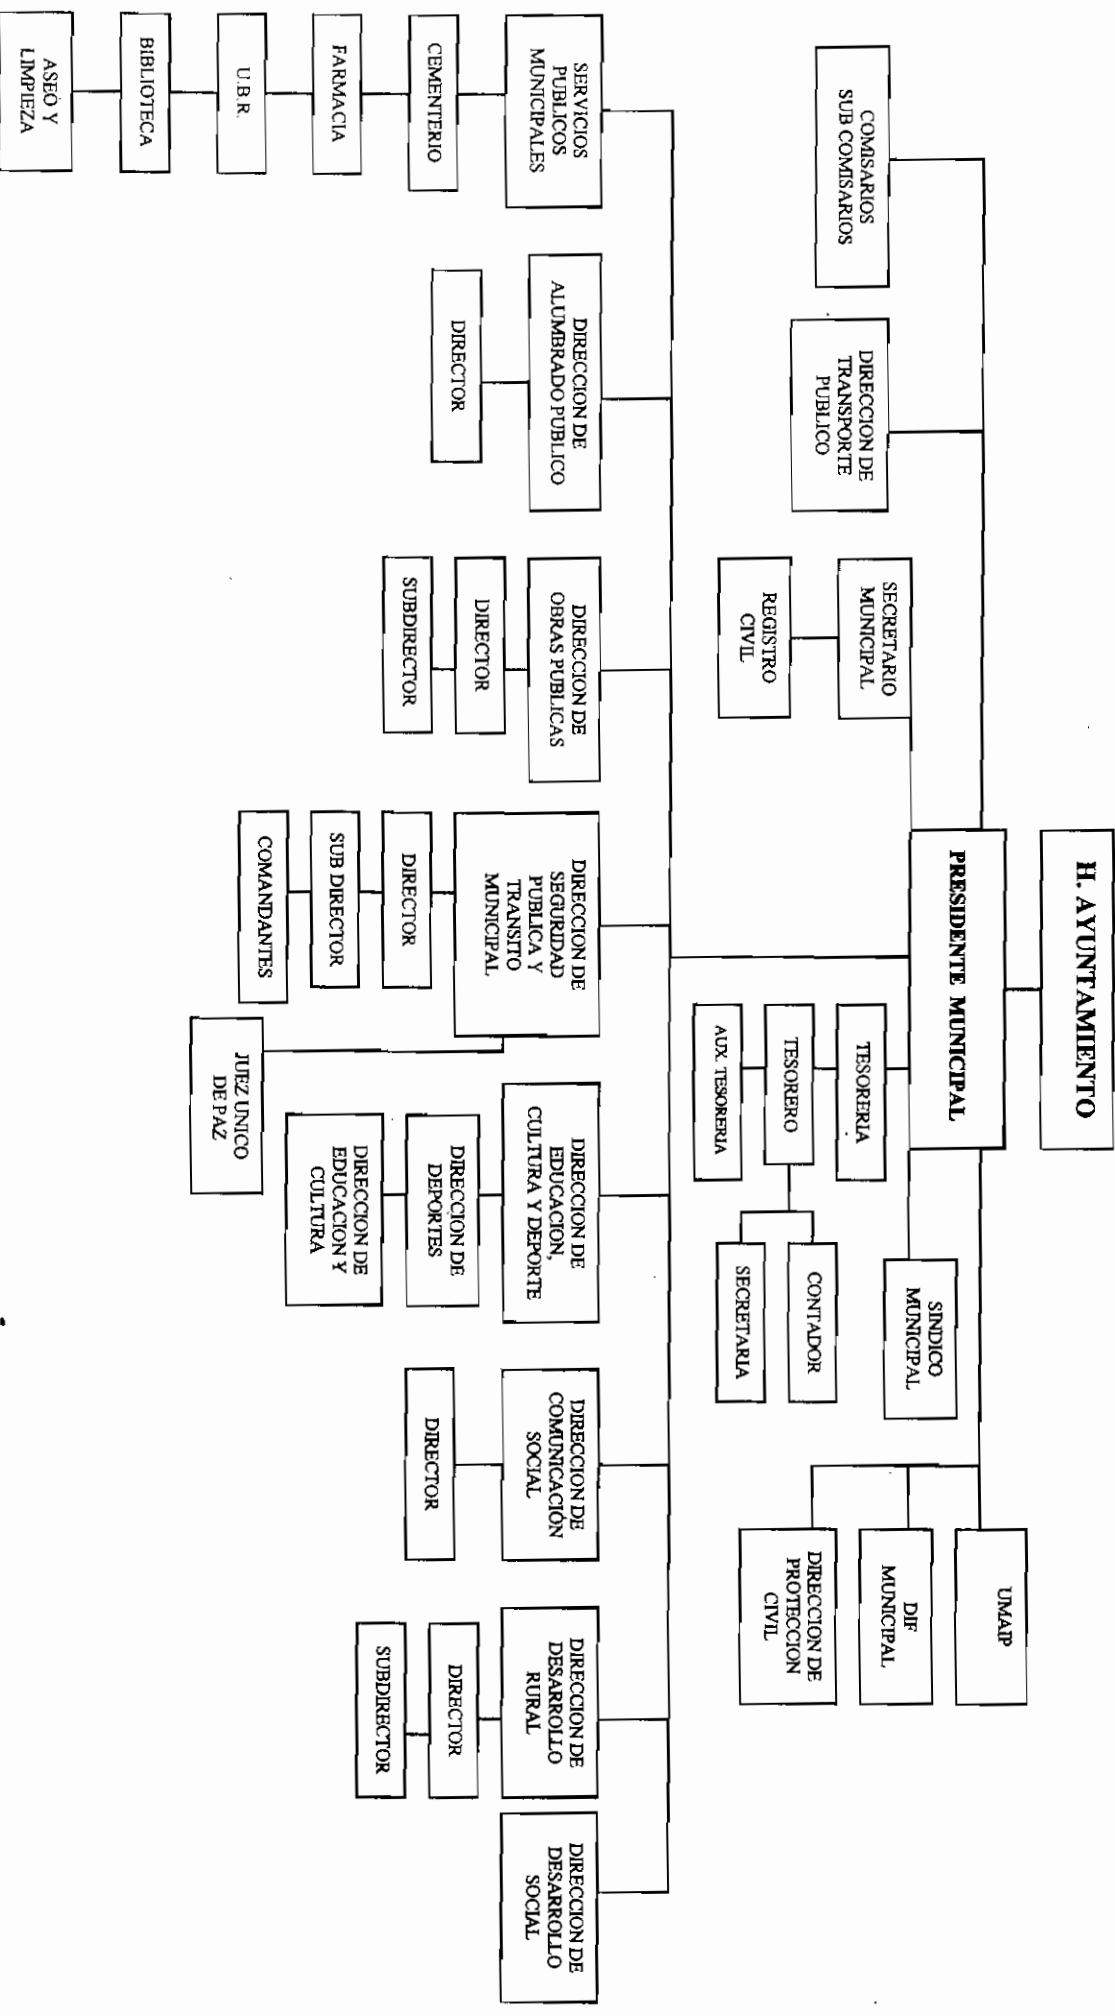 H. AYUNTAMIENTO
PRESIDENTE MUNICIPAL
COMISARIOS
SUB COMISARIOS
DIRECCION DE
TRANSPORTE
PUBLICO
SECRETARIO
MUNICIPAL
REGISTRO
CIVIL
TESORERIA
TESORERO
AUX. TESORERIA
CONTADOR
SECRETARIA
SINDICO
MUNICIPAL
UMAIP
DIF
MUNICIPAL
DIRECCION DE
PROTECCION
CIVIL
SERVICIOS
PUBLICOS
MUNICIPALES
CEMENTERIO
FARMACIA
U.B.R.
BIBLIOTECA
ASEO Y
LIMPIEZA
DIRECCION DE
ALUMBRADO PUBLICO
DIRECTOR
DIRECCION DE
OBRAS PUBLICAS
DIRECTOR
SUBDIRECTOR
DIRECCION DE
SEGURIDAD
PUBLICA Y
TRANSITO
MUNICIPAL
DIRECTOR
SUB DIRECTOR
COMANDANTES
JUEZ UNICO
DE PAZ
DIRECCION DE
EDUCACION,
CULTURA Y DEPORTE
DIRECCION DE
DEPORTES
DIRECCION DE
EDUCACION Y
CULTURA
DIRECCION DE
COMUNICACIÓN
SOCIAL
DIRECTOR
DIRECCION DE
DESARROLLO
RURAL
DIRECTOR
SUBDIRECTOR
DIRECCION DE
DESARROLLO
SOCIAL